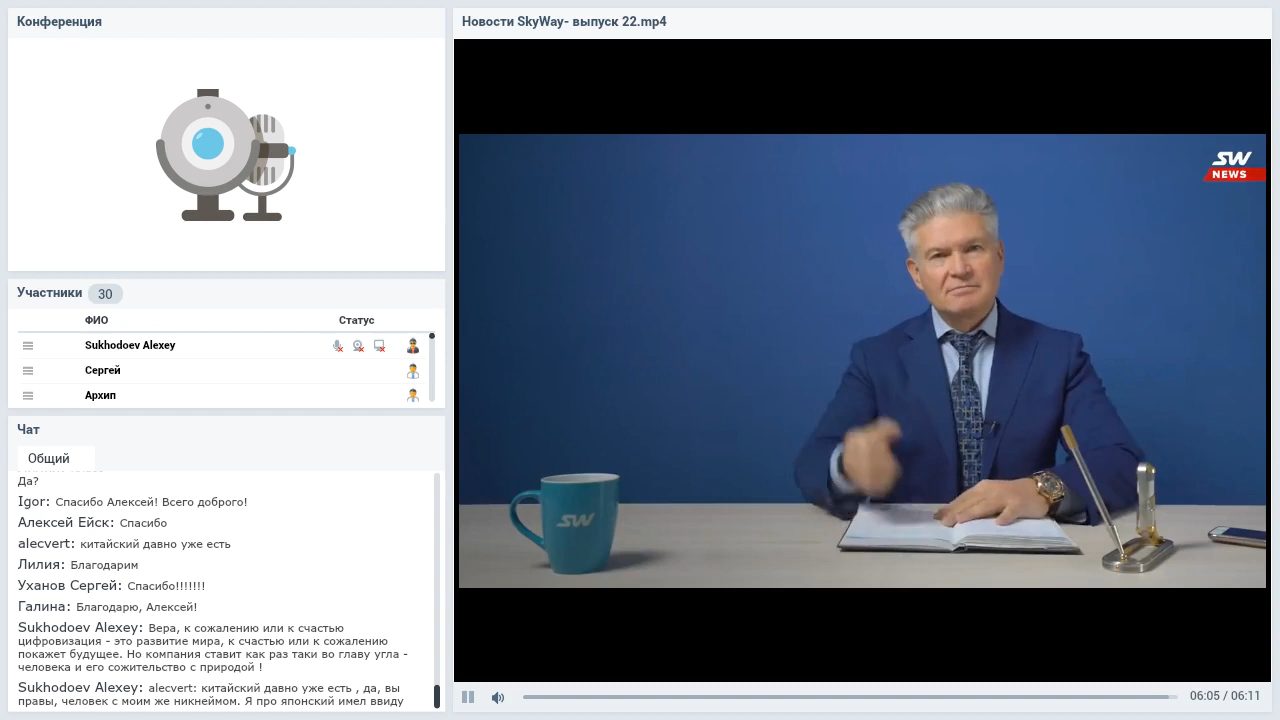 Конференция
Новости SkyWay- выпуск 22.mp4
SW
NEWS
SW
Участники 30
ФИО Статус
Sukhodoev Alexey
Сергей
Архип
Чат
Общий
Да?
Igor: Спасибо Алексей! Всего доброго!
Алексей Ейск: Спасибо
alecvert: китайский давно уже есть
Лилия: Благодарим
Уханов Сергей: Спасибо!!!!!!!
Галина: Благодарю, Алексей!
Sukhodoev Alexey: Вера, к сожалению или к счастью
цифровизация - это развитие мира, к счастью или к сожалению
покажет будущее. Но компания ставит как раз таки во главу угла -
человека и его сожительство с природой !
Sukhodoev Alexey: alecvert: китайский давно уже есть , да, вы
правы, человек с моим же никнеймом. Я про японский имел ввиду
06:05 / 06:11